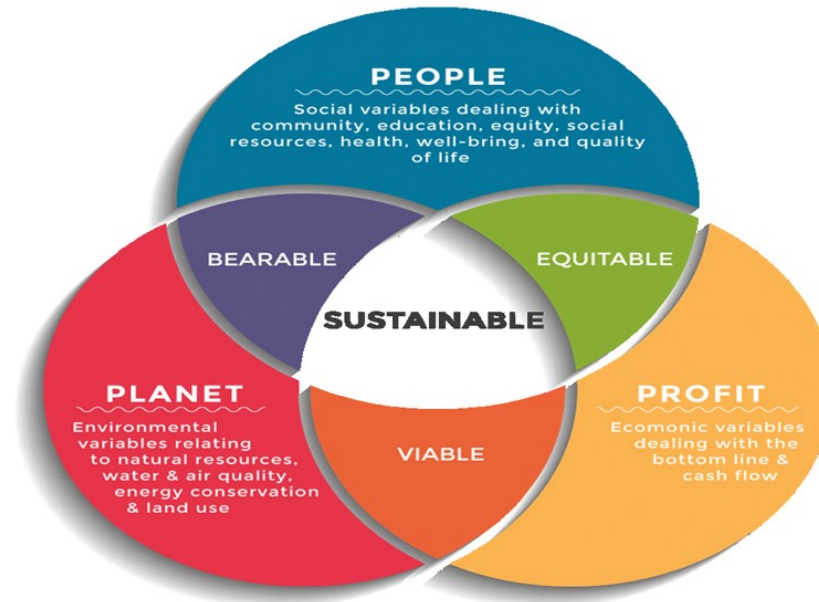 PEOPLE
Social variables dealing with
community, education, equity, social
resources, health, well-bring, and quality
of life
BEARABLE
EQUITABLE
SUSTAINABLE
PLANET
Environmental
variables relating
to natural resources,
water & air quality,
energy conservation
& land use
PROFIT
Ecomonic variables
dealing with the
bottom line &
cash flow
VIABLE